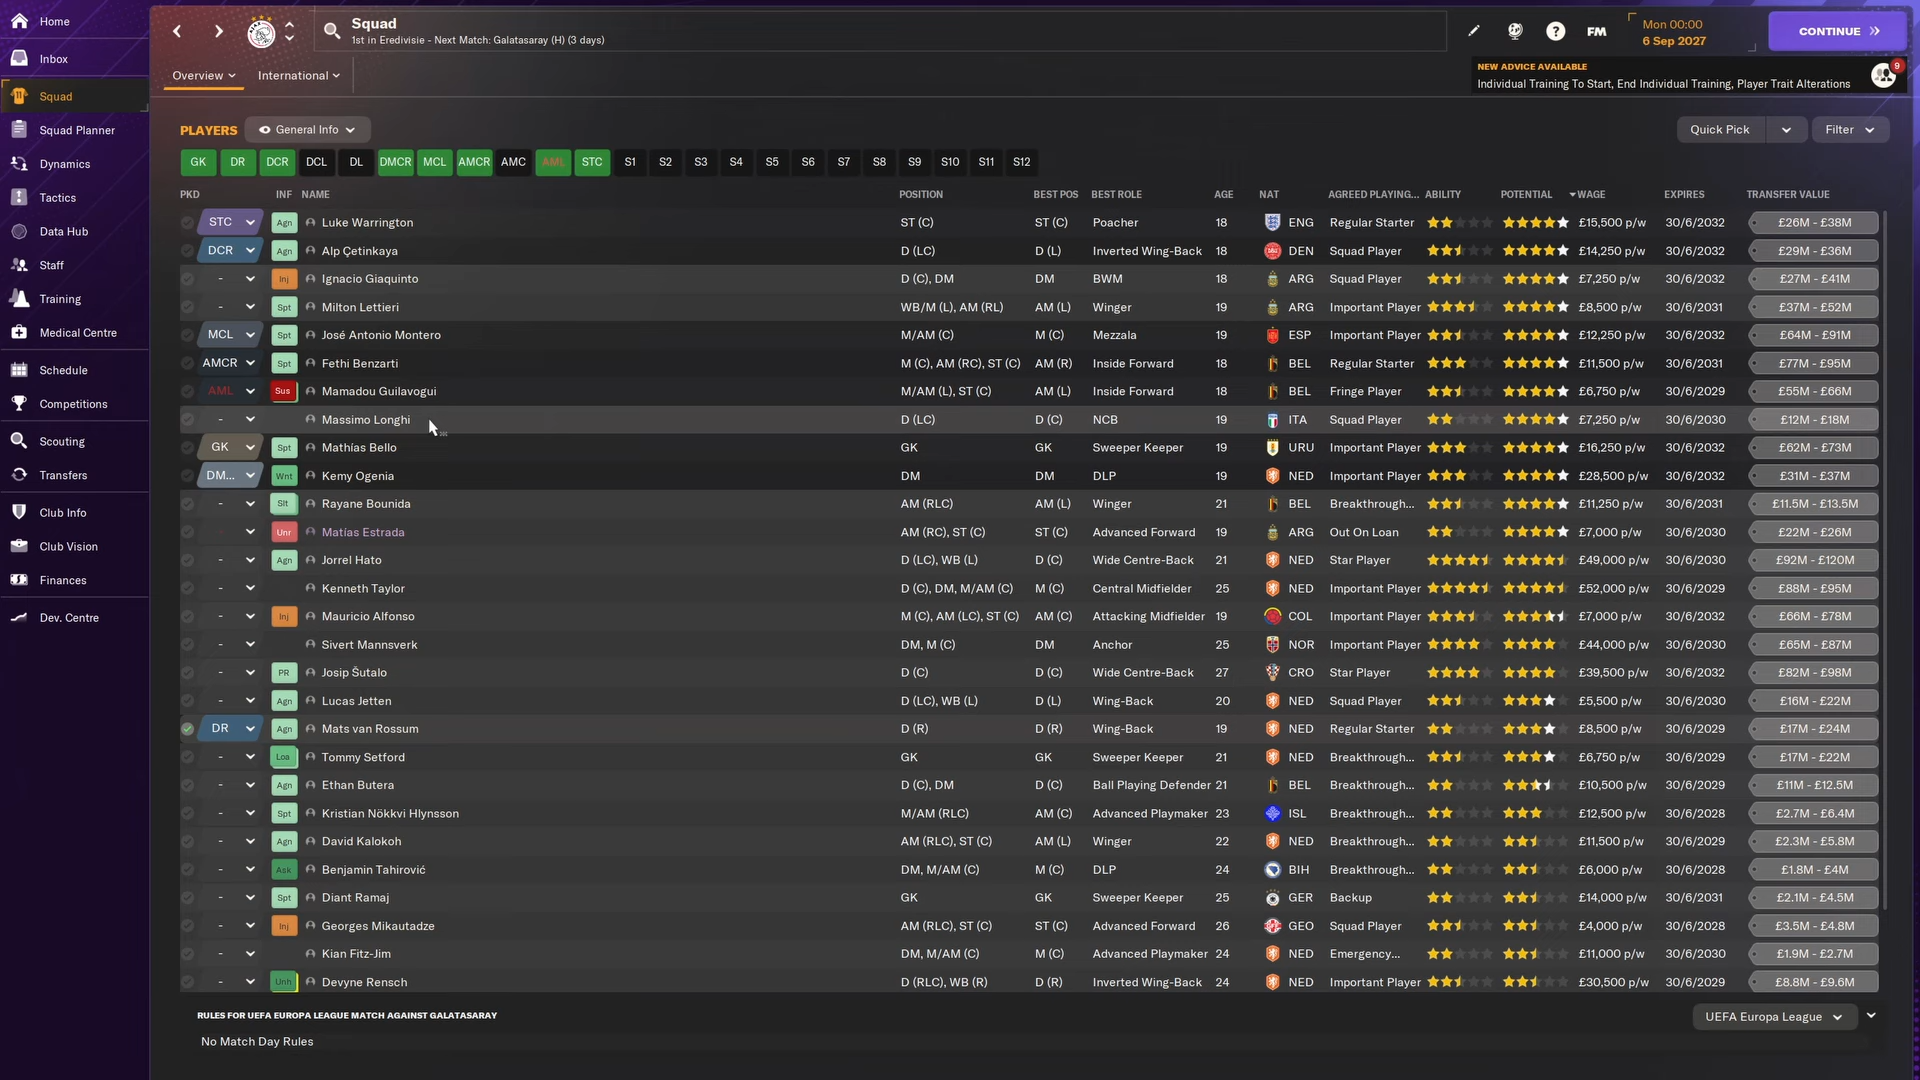 Home
Inbox
Squad
Squad Planner
Dynamics
Tactics
Data Hub
Staff
Training
Medical Centre
Schedule
Competitions
Scouting
Transfers
Club Info
Club Vision
Finances
Dev. Centre
Squad
1st in Eredivisie - Next Match: Galatasaray (H) (3 days)
FM
Mon 00:00
6 Sep 2027
CONTINUE
Overview International
NEW ADVICE AVAILABLE
Individual Training To Start, End Individual Training, Player Trait Alterations
9
PLAYERS General Info Quick Pick Filter
GK DR DCR DCL DL DMCR MCL AMCR AMC AML STC S1 S2 S3 S4 S5 S6 S7 S8 S9 S10 S11 S12
PKD INF NAME POSITION BEST POS BEST ROLE AGE NAT AGREED PLAYING... ABILITY POTENTIAL WAGE EXPIRES TRANSFER VALUE
STC Agn Luke Warrington ST (C) ST (C) Poacher 18 ENG Regular Starter £15,500 p/w 30/6/2032 £26M - £38M
DCR Agn Alp Çetinkaya D (LC) D (L) Inverted Wing-Back 18 DEN Squad Player £14,250 p/w 30/6/2032 £29M - £36M
- Inj Ignacio Giaquinto D (C), DM DM BWM 18 ARG Squad Player £7,250 p/w 30/6/2032 £27M - £41M
- Spt Milton Lettieri WB/M (L), AM (RL) AM (L) Winger 19 ARG Important Player £8,500 p/w 30/6/2031 £37M - £52M
MCL Spt José Antonio Montero M/AM (C) M (C) Mezzala 19 ESP Important Player £12,250 p/w 30/6/2032 £64M - £91M
AMCR Spt Fethi Benzarti M (C), AM (RC), ST (C) AM (R) Inside Forward 18 BEL Regular Starter £11,500 p/w 30/6/2031 £77M - £95M
AML Sus Mamadou Guilavogui M/AM (L), ST (C) AM (L) Inside Forward 18 BEL Fringe Player £6,750 p/w 30/6/2029 £55M - £66M
- Massimo Longhi D (LC) D (C) NCB 19 ITA Squad Player £7,250 p/w 30/6/2030 £12M - £18M
GK Spt Mathías Bello GK GK Sweeper Keeper 19 URU Important Player £16,250 p/w 30/6/2032 £62M - £73M
DM... Wnt Kemy Ogenia DM DM DLP 19 NED Important Player £28,500 p/w 30/6/2032 £31M - £37M
- Slt Rayane Bounida AM (RLC) AM (L) Winger 21 BEL Breakthrough... £11,250 p/w 30/6/2031 £11.5M - £13.5M
Unr Matías Estrada AM (RC), ST (C) ST (C) Advanced Forward 19 ARG Out On Loan £7,000 p/w 30/6/2030 £22M - £26M
- Agn Jorrel Hato D (LC), WB (L) D (C) Wide Centre-Back 21 NED Star Player £49,000 p/w 30/6/2029 £92M - £120M
- Kenneth Taylor D (C), DM, M/AM (C) M (C) Central Midfielder 25 NED Important Player £52,000 p/w 30/6/2029 £88M - £95M
- Inj Mauricio Alfonso M (C), AM (LC), ST (C) AM (C) Attacking Midfielder 19 COL Important Player £7,000 p/w 30/6/2030 £66M - £78M
- Sivert Mannsverk DM, M (C) DM Anchor 25 NOR Important Player £44,000 p/w 30/6/2030 £65M - £87M
- PR Josip Šutalo D (C) D (C) Wide Centre-Back 27 CRO Star Player £39,500 p/w 30/6/2032 £82M - £98M
- Agn Lucas Jetten D (LC), WB (L) D (L) Wing-Back 20 NED Squad Player £5,500 p/w 30/6/2030 £16M - £22M
DR Agn Mats van Rossum D (R) D (R) Wing-Back 19 NED Regular Starter £8,500 p/w 30/6/2029 £17M - £24M
- Loa Tommy Setford GK GK Sweeper Keeper 21 NED Breakthrough... £6,750 p/w 30/6/2029 £17M - £22M
- Agn Ethan Butera D (C), DM D (C) Ball Playing Defender 21 BEL Breakthrough... £10,500 p/w 30/6/2029 £11M - £12.5M
- Spt Kristian Nökkvi Hlynsson M/AM (RLC) AM (C) Advanced Playmaker 23 ISL Breakthrough... £12,500 p/w 30/6/2028 £2.7M - £6.4M
- Agn David Kalokoh AM (RLC), ST (C) AM (L) Winger 22 NED Breakthrough... £11,500 p/w 30/6/2029 £2.3M - £5.8M
- Ask Benjamin Tahirović DM, M/AM (C) M (C) DLP 24 BIH Breakthrough... £6,000 p/w 30/6/2028 £1.8M - £4M
- Spt Diant Ramaj GK GK Sweeper Keeper 25 GER Backup £14,000 p/w 30/6/2031 £2.1M - £4.5M
- Inj Georges Mikautadze AM (RLC), ST (C) ST (C) Advanced Forward 26 GEO Squad Player £4,000 p/w 30/6/2028 £3.5M - £4.8M
- Kian Fitz-Jim DM, M/AM (C) M (C) Advanced Playmaker 24 NED Emergency... £11,000 p/w 30/6/2030 £1.9M - £2.7M
- Unh Devyne Rensch D (RLC), WB (R) D (R) Inverted Wing-Back 24 NED Important Player £30,500 p/w 30/6/2029 £8.8M - £9.6M
RULES FOR UEFA EUROPA LEAGUE MATCH AGAINST GALATASARAY
UEFA Europa League
No Match Day Rules